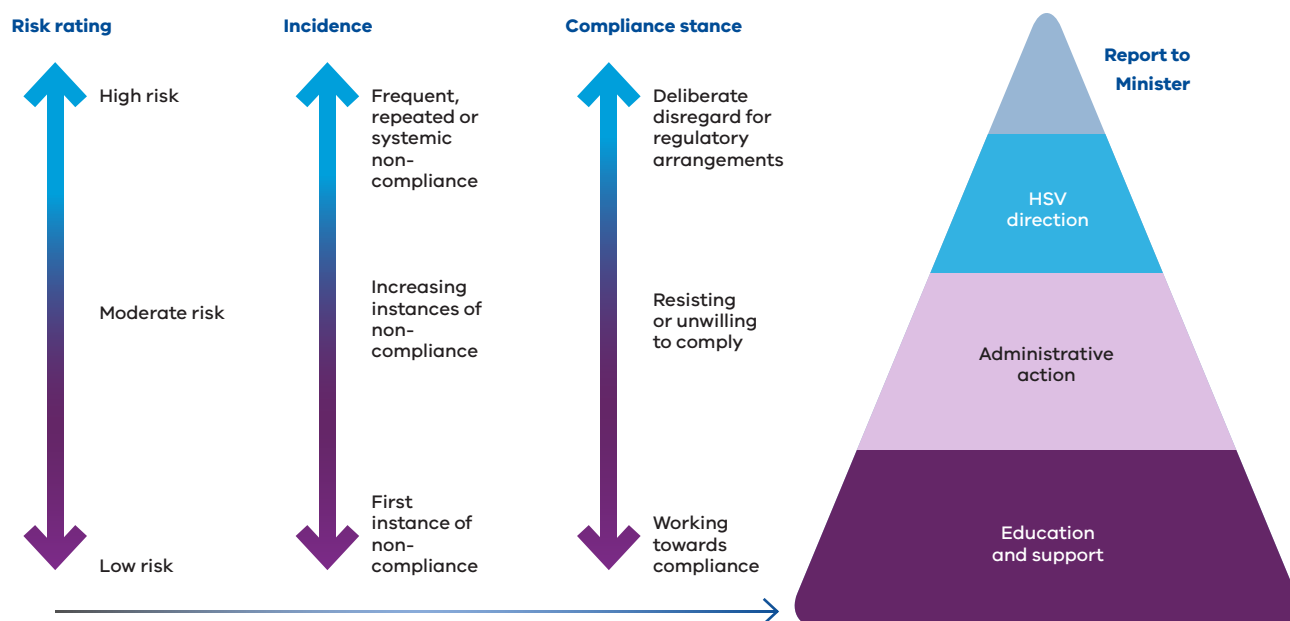 Risk rating
High risk
Moderate risk
Low risk
Incidence
Frequent,
repeated or
systemic
non-
compliance
Increasing
instances of
non-
compliance
First
instance of
non-
compliance
Compliance stance
Deliberate
disregard for
regulatory
arrangements
Resisting
or unwilling
to comply
Working
towards
compliance
Report to
Minister
HSV
direction
Administrative
action
Education
and support